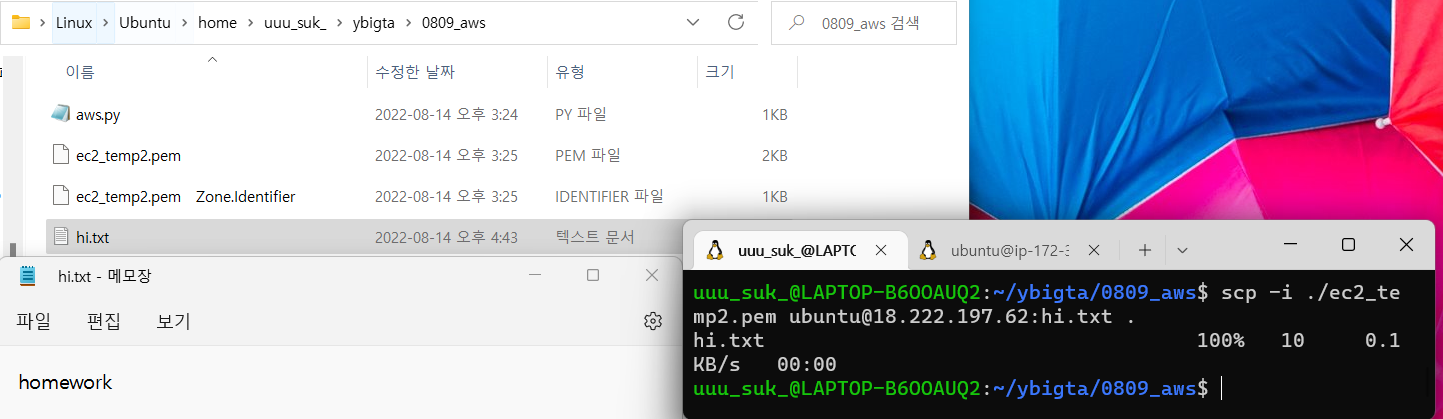 Linux > Ubuntu > home > uuu_suk_ > ybigta > 0809_aws
0809_aws 검색
이름 수정한 날짜 유형 크기
aws.py 2022-08-14 오후 3:24 PY 파일 1KB
ec2_temp2.pem 2022-08-14 오후 3:25 PEM 파일 2KB
ec2_temp2.pem Zone.Identifier 2022-08-14 오후 3:25 IDENTIFIER 파일 1KB
hi.txt 2022-08-14 오후 4:43 텍스트 문서
hi.txt - 메모장
파일 편집 보기
homework
uuu_suk_@LAPTO ubuntu@ip-172-3
uuu_suk_@LAPTOP-B6OOAUQ2:~/ybigta/0809_aws$ scp -i ./ec2_te
mp2.pem ubuntu@18.222.197.62:hi.txt .
hi.txt 100% 10 0.1
KB/s 00:00
uuu_suk_@LAPTOP-B6OOAUQ2:~/ybigta/0809_aws$